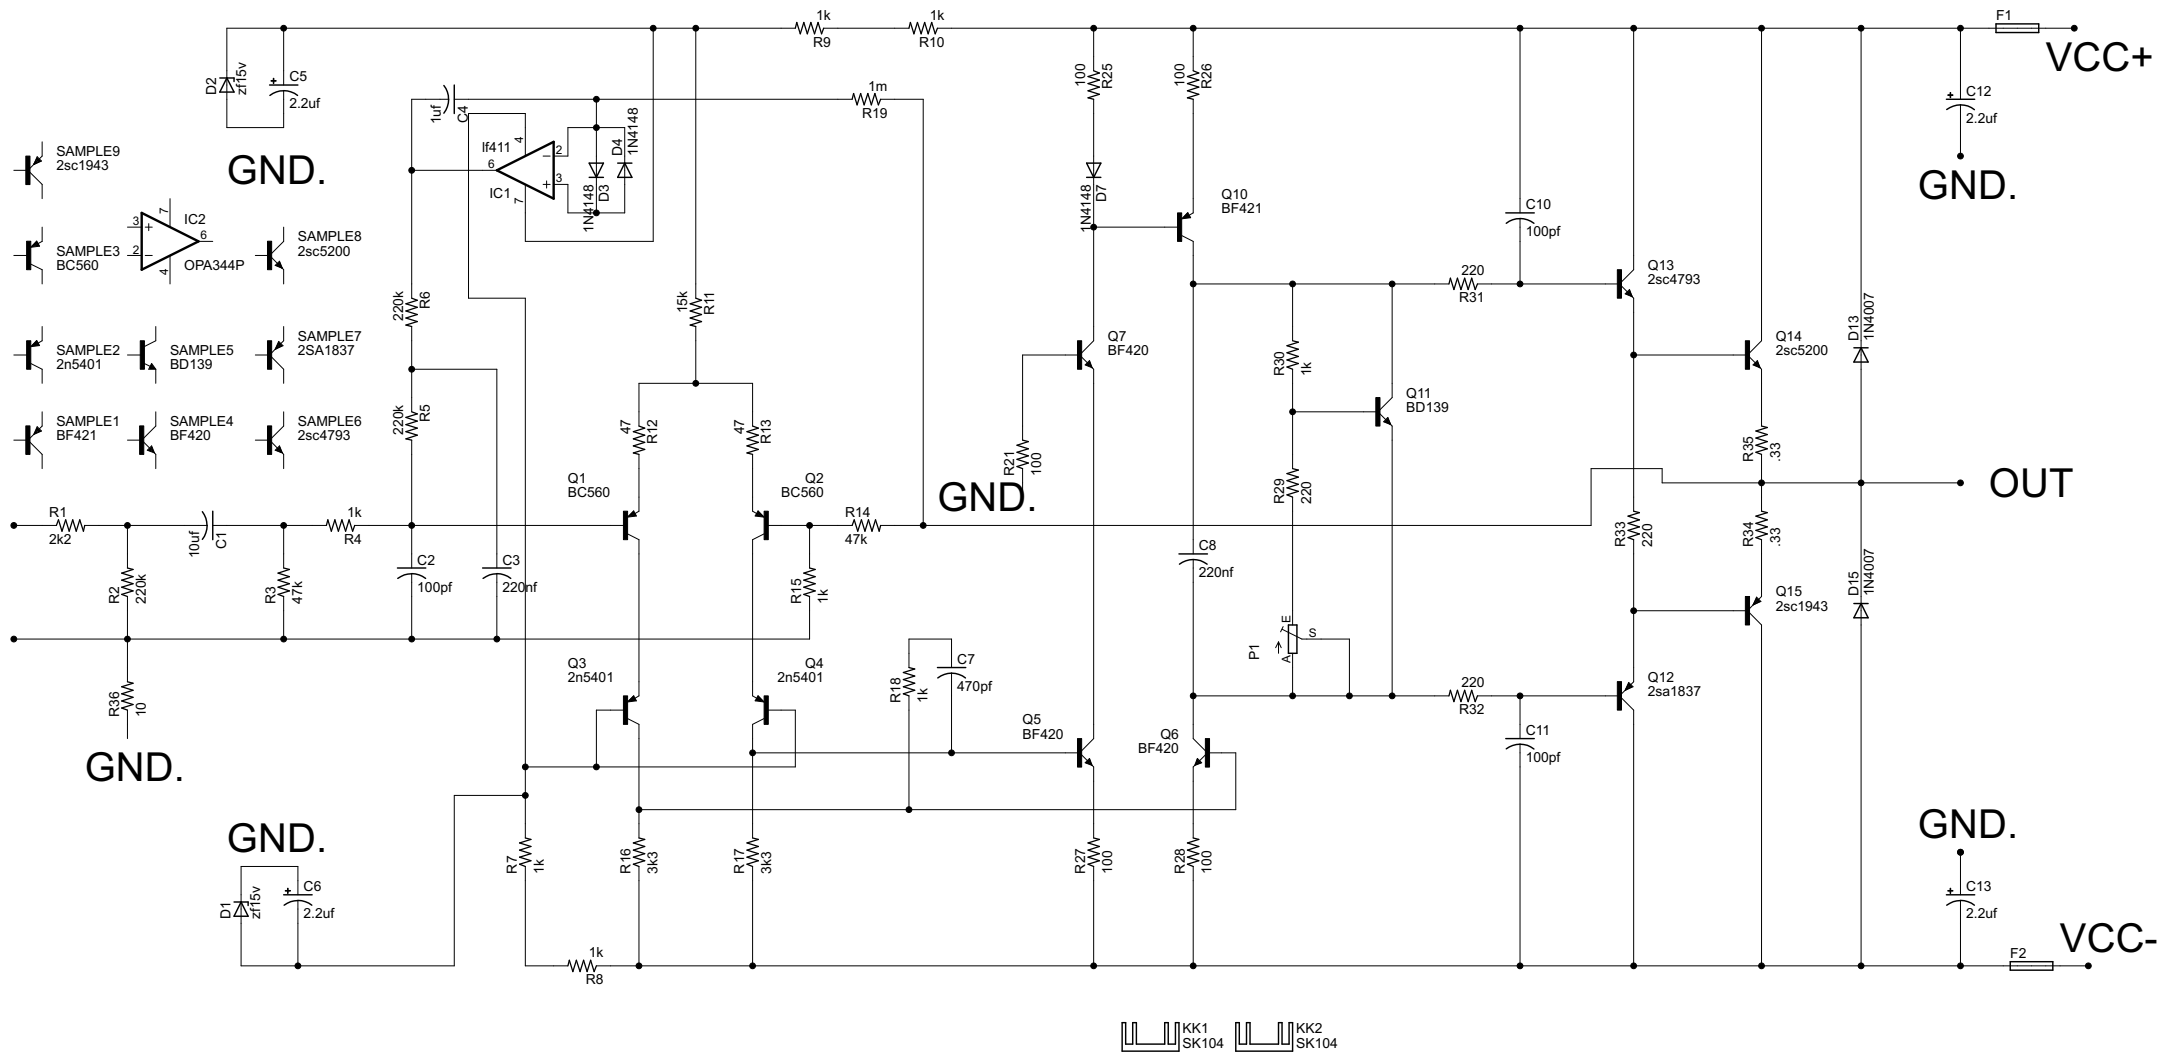 1k
R9
1k
R10
F1
VCC+
D2
zf15v
C5
2.2uf
GND.
1uf
C4
1m
R19
lf411
IC1
4
6
7
2
3
D4
1N4148
1N4148
D3
100
R25
100
R26
1N4148
D7
C12
2.2uf
GND.
SAMPLE9
2sc1943
SAMPLE3
BC560
3
2
7
4
6
IC2
OPA344P
SAMPLE8
2sc5200
SAMPLE2
2n5401
SAMPLE5
BD139
SAMPLE7
2SA1837
SAMPLE1
BF421
SAMPLE4
BF420
SAMPLE6
2sc4793
220k
R6
220k
R5
15k
R11
47
R12
47
R13
Q10
BF421
C10
100pf
220
R31
Q13
2sc4793
Q7
BF420
R30
1k
Q11
BD139
Q14
2sc5200
D13
1N4007
R21
100
GND.
R29
220
R35
.33
OUT
Q1
BC560
Q2
BC560
R14
47k
R1
2k2
10uf
C1
1k
R4
R2
220k
R3
47k
C2
100pf
C3
220nf
R15
1k
C8
220nf
R33
220
R34
.33
D15
1N4007
Q15
2sc1943
P1
E
S
A
R36
10
GND.
Q3
2n5401
Q4
2n5401
R18
1k
C7
470pf
Q5
BF420
Q6
BF420
220
R32
Q12
2sa1837
C11
100pf
GND.
D1
zf15v
C6
2.2uf
R7
1k
R16
3k3
R17
3k3
R27
100
R28
100
GND.
C13
2.2uf
1k
R8
F2
VCC-
KK1
SK104
KK2
SK104